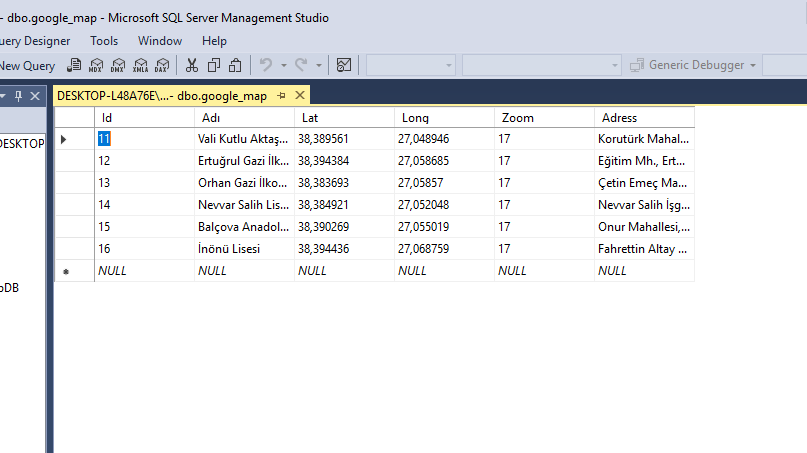 - dbo.google_map - Microsoft SQL Server Management Studio
uery Designer Tools Window Help
New Query MDX DMX XMLA DAX Generic Debugger
DESKTOP-L48A76E\...- dbo.google_map
Id Adı Lat Long Zoom Adress
DESKTOP
11 Vali Kutlu Aktaş... 38,389561 27,048946 17 Korutürk Mahal...
12 Ertuğrul Gazi İlk... 38,394384 27,058685 17 Eğitim Mh., Ert...
13 Orhan Gazi İlko... 38,383693 27,05857 17 Çetin Emeç Ma...
14 Nevvar Salih Lis... 38,384921 27,052048 17 Nevvar Salih İşg...
15 Balçova Anadol... 38,390269 27,055019 17 Onur Mahallesi,...
16 İnönü Lisesi 38,394436 27,068759 17 Fahrettin Altay ...
NULL NULL NULL NULL NULL NULL
oDB